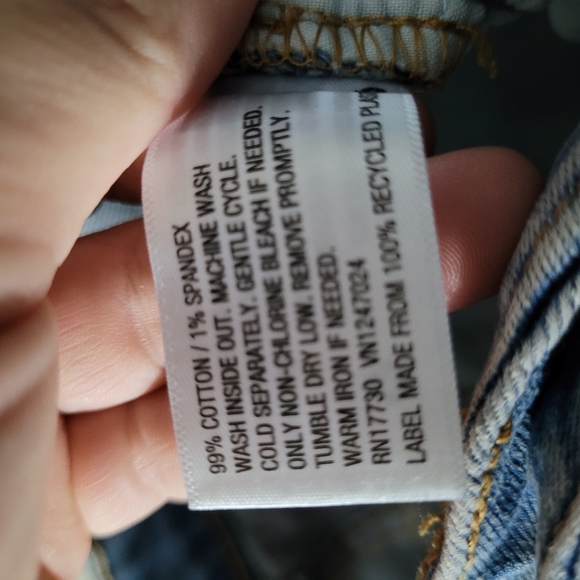 99% COTTON / 1% SPANDEX
WASH INSIDE OUT. MACHINE WASH
COLD SEPARATELY. GENTLE CYCLE.
ONLY NON-CHLORINE BLEACH IF NEEDED.
TUMBLE DRY LOW. REMOVE PROMPTLY.
WARM IRON IF NEEDED.
RN17730 VN1247024
LABEL MADE FROM 100% RECYCLED